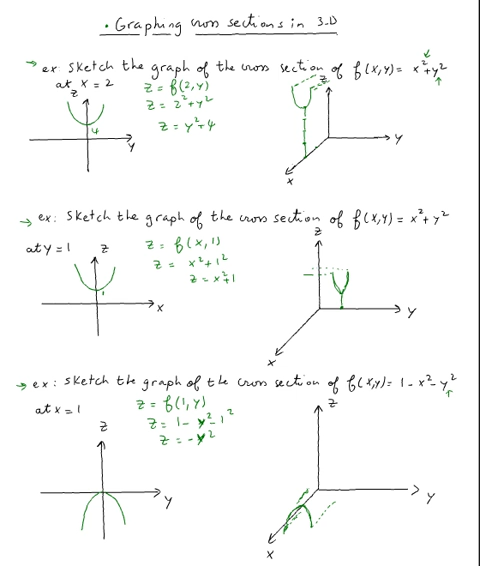 • Graphing cross sections in 3-D
→ ex: sketch the graph of the cross section of f(x,y) = x²+y²
at x = 2
z = f(2,y)
z = 2²+y²
z = y²+4
z
4
y
z
y
x
→ ex: sketch the graph of the cross section of f(x,y) = x²+y²
at y = 1
z = f(x,1)
z = x²+1²
z = x²+1
z
1
x
z
y
x
→ ex: sketch the graph of the cross section of f(x,y) = 1-x²-y²
at x = 1
z = f(1,y)
z = 1-y²-1²
z = -y²
z
y
z
y
x